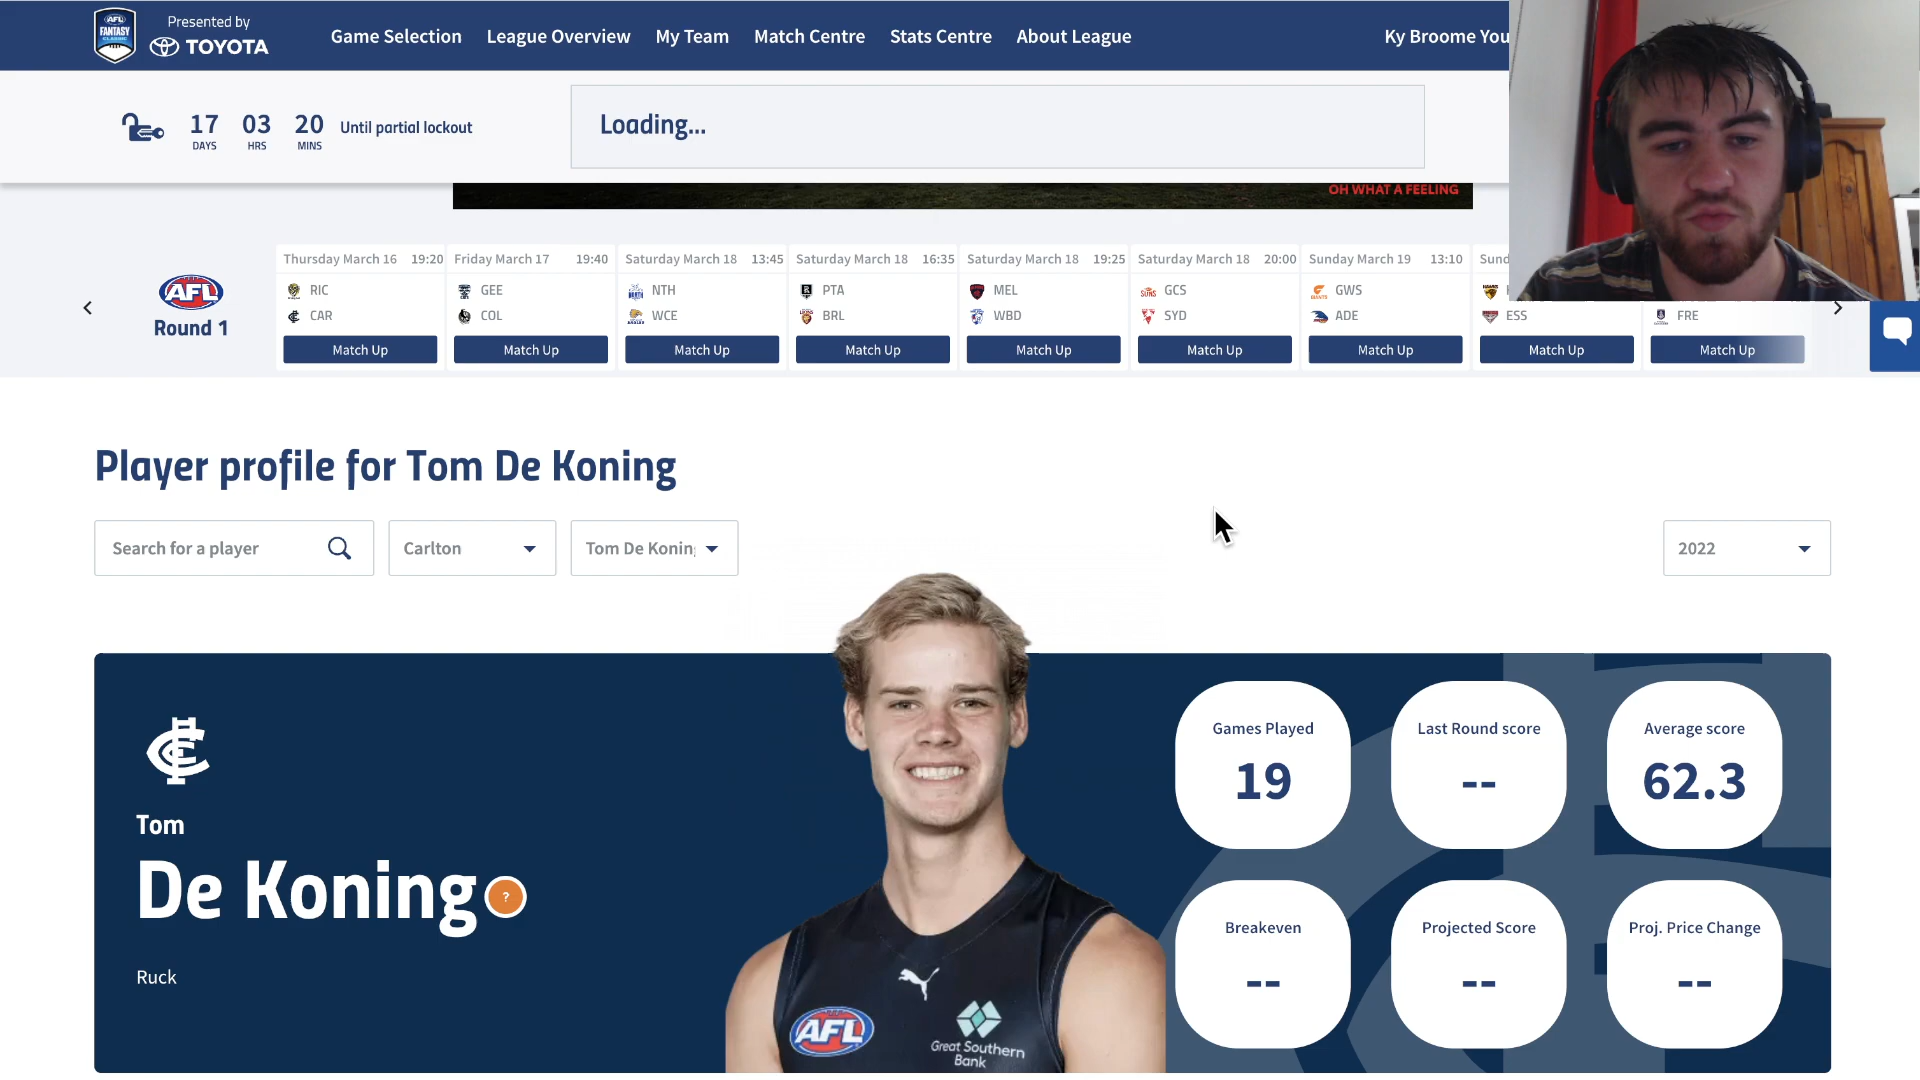 AFL
FANTASY
CLASSIC
Presented by
TOYOTA
Game Selection
League Overview
My Team
Match Centre
Stats Centre
About League
Ky Broome You
17
DAYS
03
HRS
20
MINS
Until partial lockout
Loading...
OH WHAT A FEELING
AFL
Round 1
Thursday March 16 19:20
RIC
CAR
Match Up
Friday March 17 19:40
GEE
COL
Match Up
Saturday March 18 13:45
NTH
WCE
Match Up
Saturday March 18 16:35
PTA
BRL
Match Up
Saturday March 18 19:25
MEL
WBD
Match Up
Saturday March 18 20:00
GCS
SYD
Match Up
Sunday March 19 13:10
GWS
ADE
Match Up
Sund
ESS
Match Up
FRE
Match Up
Player profile for Tom De Koning
Search for a player
Carlton
Tom De Konin
2022
Tom
De Koning
?
Ruck
Games Played
19
Last Round score
--
Average score
62.3
Breakeven
--
Projected Score
--
Proj. Price Change
--
AFL
Great Southern
Bank